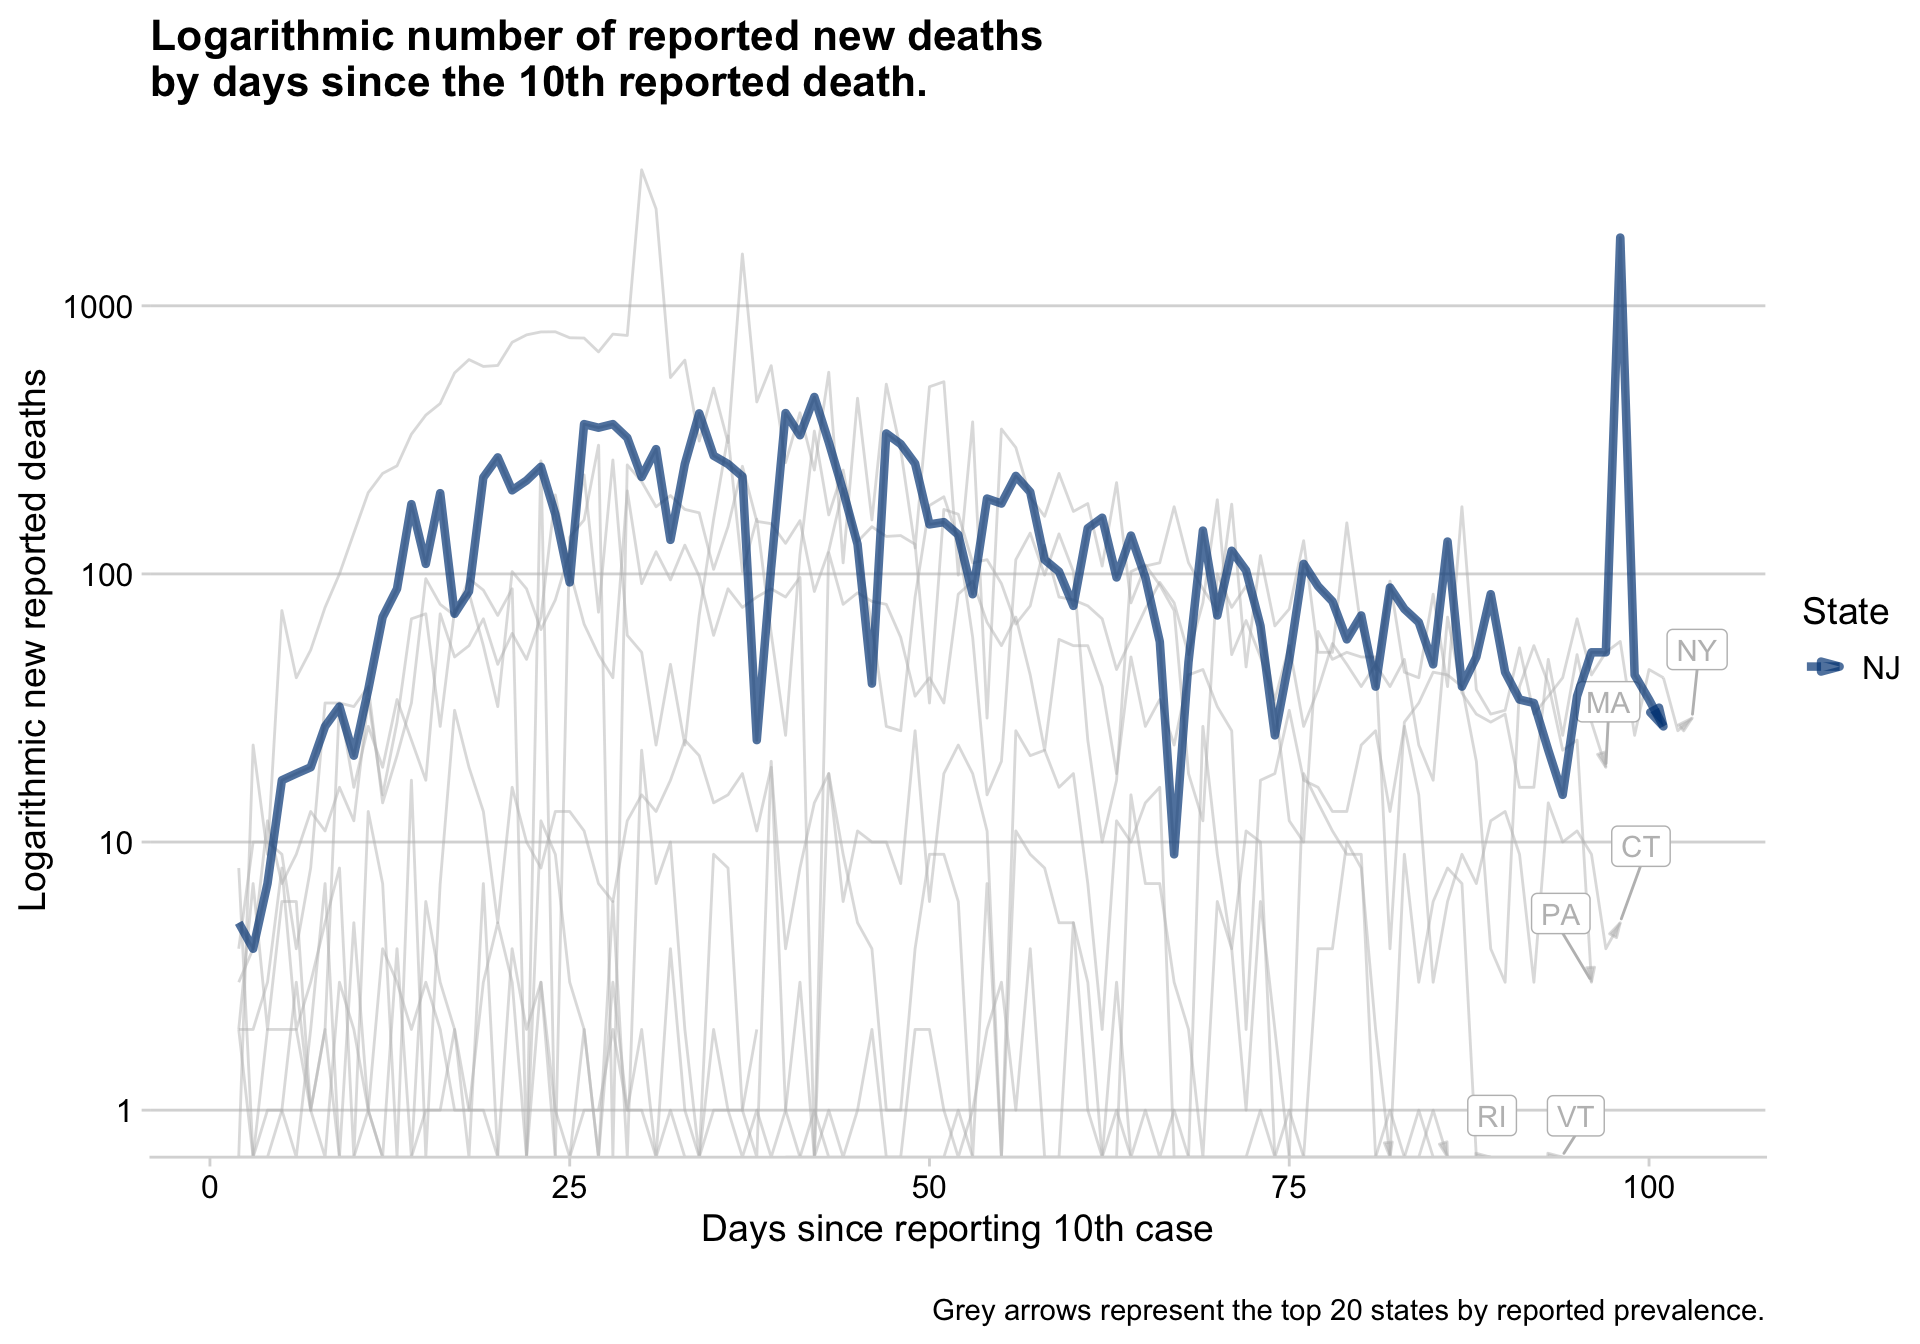 Logarithmic number of reported new deaths
by days since the 10th reported death.
Logarithmic new reported deaths
1000
100
10
1
NY
MA
CT
PA
RI
VT
State
NJ
0 25 50 75 100
Days since reporting 10th case
Grey arrows represent the top 20 states by reported prevalence.